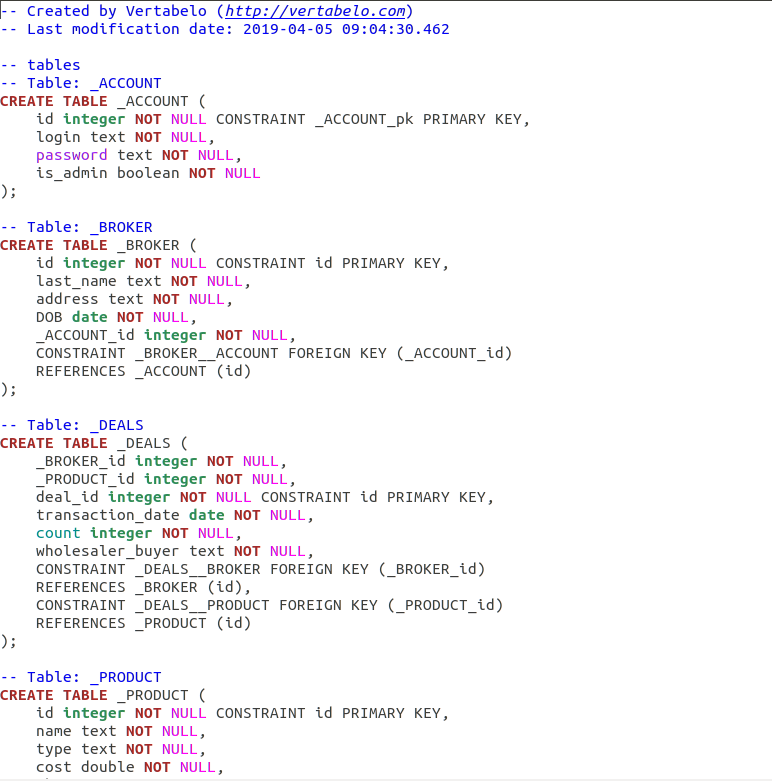 -- Created by Vertabelo (http://vertabelo.com)
-- Last modification date: 2019-04-05 09:04:30.462

-- tables
-- Table: _ACCOUNT
CREATE TABLE _ACCOUNT (
    id integer NOT NULL CONSTRAINT _ACCOUNT_pk PRIMARY KEY,
    login text NOT NULL,
    password text NOT NULL,
    is_admin boolean NOT NULL
);

-- Table: _BROKER
CREATE TABLE _BROKER (
    id integer NOT NULL CONSTRAINT id PRIMARY KEY,
    last_name text NOT NULL,
    address text NOT NULL,
    DOB date NOT NULL,
    _ACCOUNT_id integer NOT NULL,
    CONSTRAINT _BROKER__ACCOUNT FOREIGN KEY (_ACCOUNT_id)
    REFERENCES _ACCOUNT (id)
);

-- Table: _DEALS
CREATE TABLE _DEALS (
    _BROKER_id integer NOT NULL,
    _PRODUCT_id integer NOT NULL,
    deal_id integer NOT NULL CONSTRAINT id PRIMARY KEY,
    transaction_date date NOT NULL,
    count integer NOT NULL,
    wholesaler_buyer text NOT NULL,
    CONSTRAINT _DEALS__BROKER FOREIGN KEY (_BROKER_id)
    REFERENCES _BROKER (id),
    CONSTRAINT _DEALS__PRODUCT FOREIGN KEY (_PRODUCT_id)
    REFERENCES _PRODUCT (id)
);

-- Table: _PRODUCT
CREATE TABLE _PRODUCT (
    id integer NOT NULL CONSTRAINT id PRIMARY KEY,
    name text NOT NULL,
    type text NOT NULL,
    cost double NOT NULL,